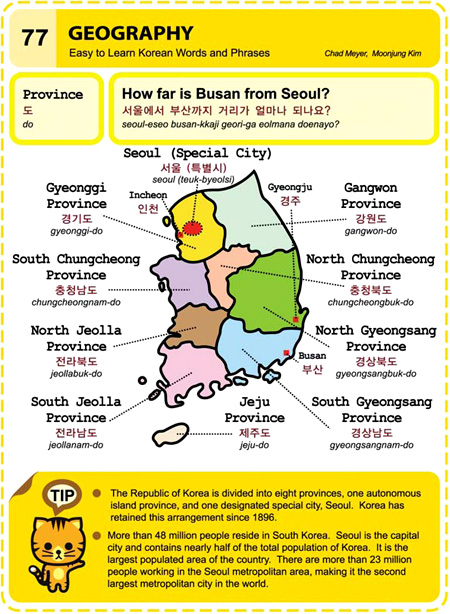 77
GEOGRAPHY
Easy to Learn Korean Words and Phrases
Chad Meyer, Moonjung Kim
Province
도
do
How far is Busan from Seoul?
서울에서 부산까지 거리가 얼마나 되나요?
seoul-eseo busan-kkaji geori-ga eolmana doenayo?
Seoul (Special City)
서울 (특별시)
seoul (teuk-byeolsi)
Gyeonggi
Province
경기도
gyeonggi-do
Incheon
인천
Gyeongju
경주
Gangwon
Province
강원도
gangwon-do
South Chungcheong
Province
충청남도
chungcheongnam-do
North Chungcheong
Province
충청북도
chungcheongbuk-do
North Jeolla
Province
전라북도
jeollabuk-do
Busan
부산
North Gyeongsang
Province
경상북도
gyeongsangbuk-do
South Jeolla
Province
전라남도
jeollanam-do
Jeju
Province
제주도
jeju-do
South Gyeongsang
Province
경상남도
gyeongsangnam-do
TIP
The Republic of Korea is divided into eight provinces, one autonomous
island province, and one designated special city, Seoul. Korea has
retained this arrangement since 1896.
More than 48 million people reside in South Korea. Seoul is the capital
city and contains nearly half of the total population of Korea. It is the
largest populated area of the country. There are more than 23 million
people working in the Seoul metropolitan area, making it the second
largest metropolitan city in the world.